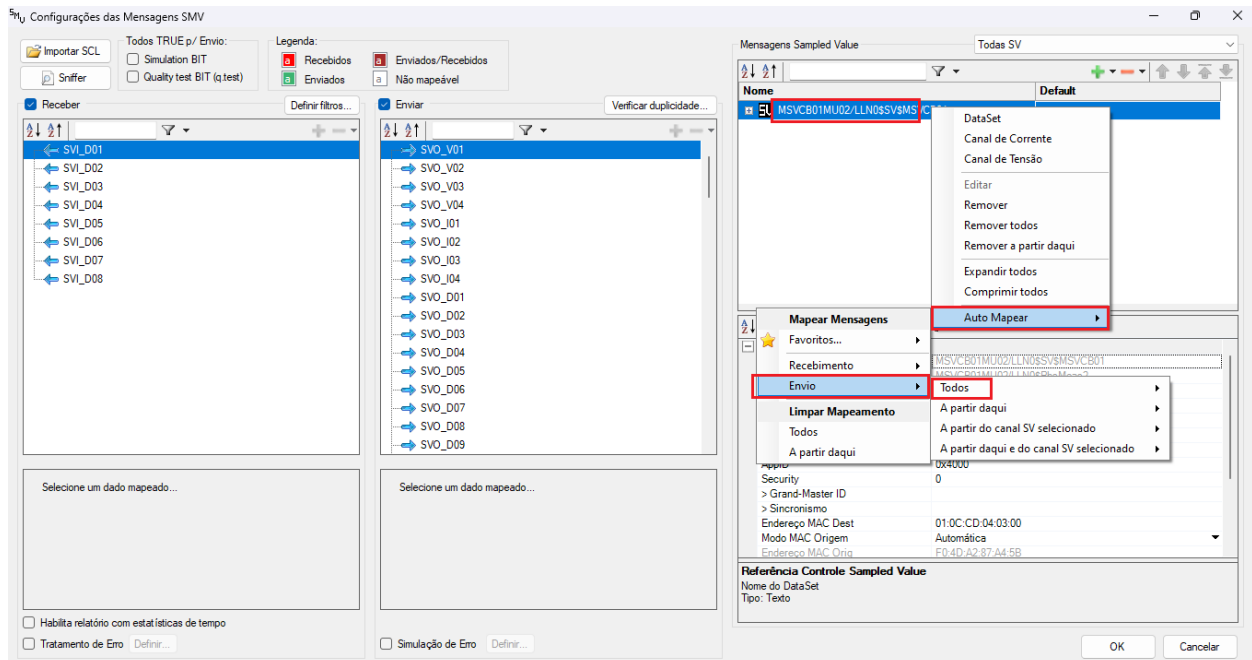 SMU Configurações das Mensagens SMV
Importar SCL
Sniffer
Todos TRUE p/ Envio:
Simulation BIT
Quality test BIT (q.test)
Legenda:
a Recebidos
a Enviados/Recebidos
a Enviados
a Não mapeável
Receber
Definir filtros...
SVI_D01
SVI_D02
SVI_D03
SVI_D04
SVI_D05
SVI_D06
SVI_D07
SVI_D08
Selecione um dado mapeado...
Habilita relatório com estatísticas de tempo
Tratamento de Erro Definir...
Enviar
Verificar duplicidade...
SVO_V01
SVO_V02
SVO_V03
SVO_V04
SVO_I01
SVO_I02
SVO_I03
SVO_I04
SVO_D01
SVO_D02
SVO_D03
SVO_D04
SVO_D05
SVO_D06
SVO_D07
SVO_D08
SVO_D09
Selecione um dado mapeado...
Simulação de Erro Definir...
Mensagens Sampled Value
Todas SV
Nome Default
SV MSVCB01MU02/LLN0$SV$MSVC
DataSet
Canal de Corrente
Canal de Tensão
Editar
Remover
Remover todos
Remover a partir daqui
Expandir todos
Comprimir todos
Auto Mapear
Mapear Mensagens
Favoritos...
Recebimento
Envio
Limpar Mapeamento
Todos
A partir daqui
MSVCB01MU02/LLN0$SV$MSVCB01
Todos
A partir daqui
A partir do canal SV selecionado
A partir daqui e do canal SV selecionado
AppID 0x4000
Security 0
> Grand-Master ID
> Sincronismo
Endereço MAC Dest 01:0C:CD:04:03:00
Modo MAC Origem Automática
Endereço MAC Orig F0:4D:A2:87:A4:5B
Referência Controle Sampled Value
Nome do DataSet
Tipo: Texto
OK
Cancelar